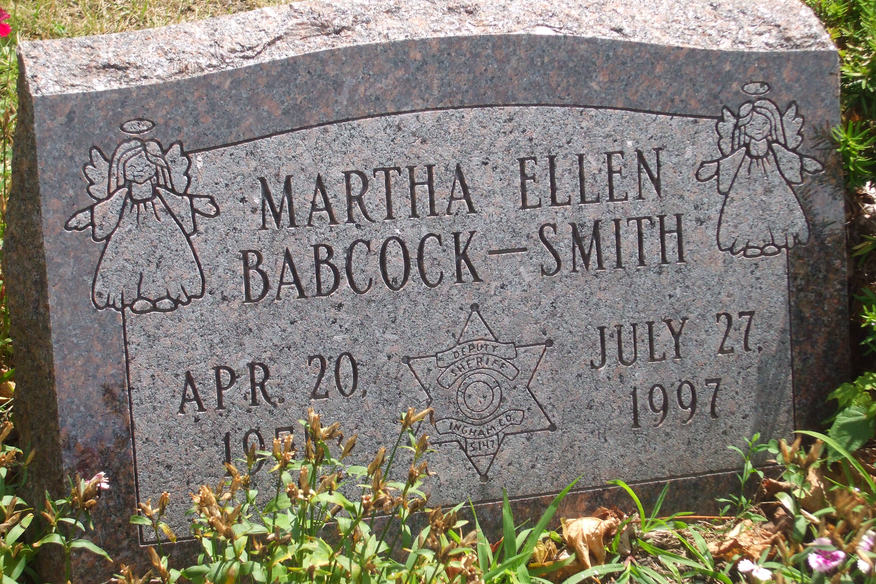 MARTHA ELLEN
BABCOCK-SMITH
APR. 20,
JULY 27,
1997
DEPUTY
SHERIFF
INGHAM CO.